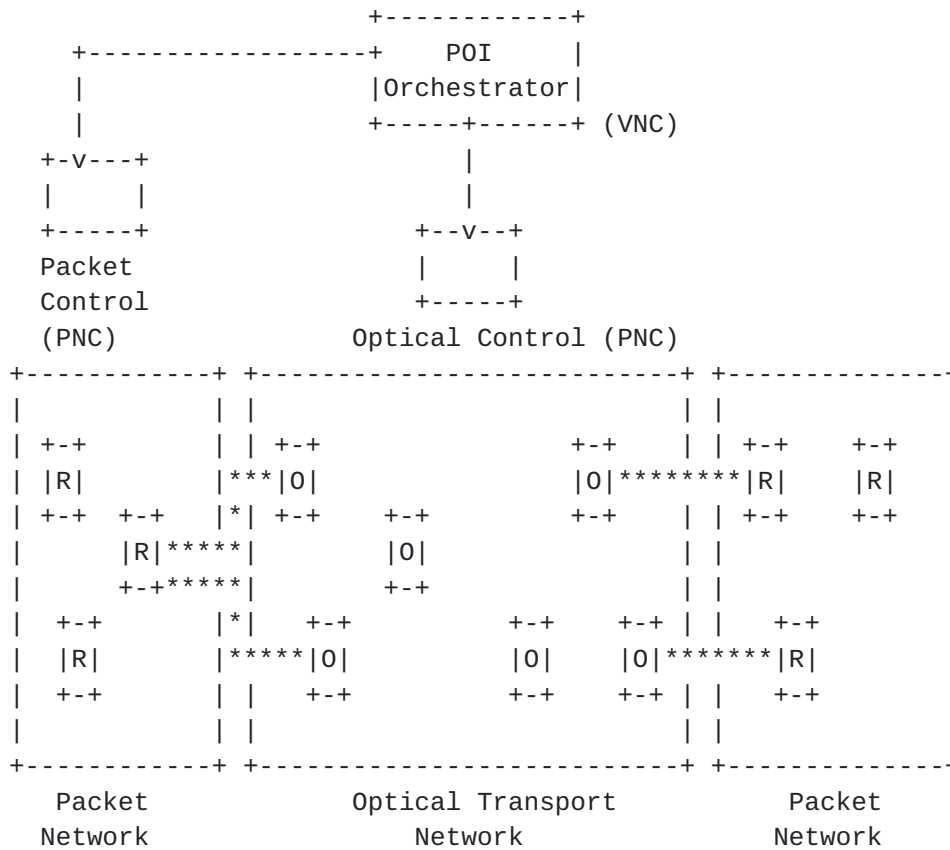 POI
Orchestrator
(VNC)
v
v
Packet
Control
(PNC) Optical Control (PNC)
R O O R R
R O
R O O O R
Packet Optical Transport Packet
Network Network Network